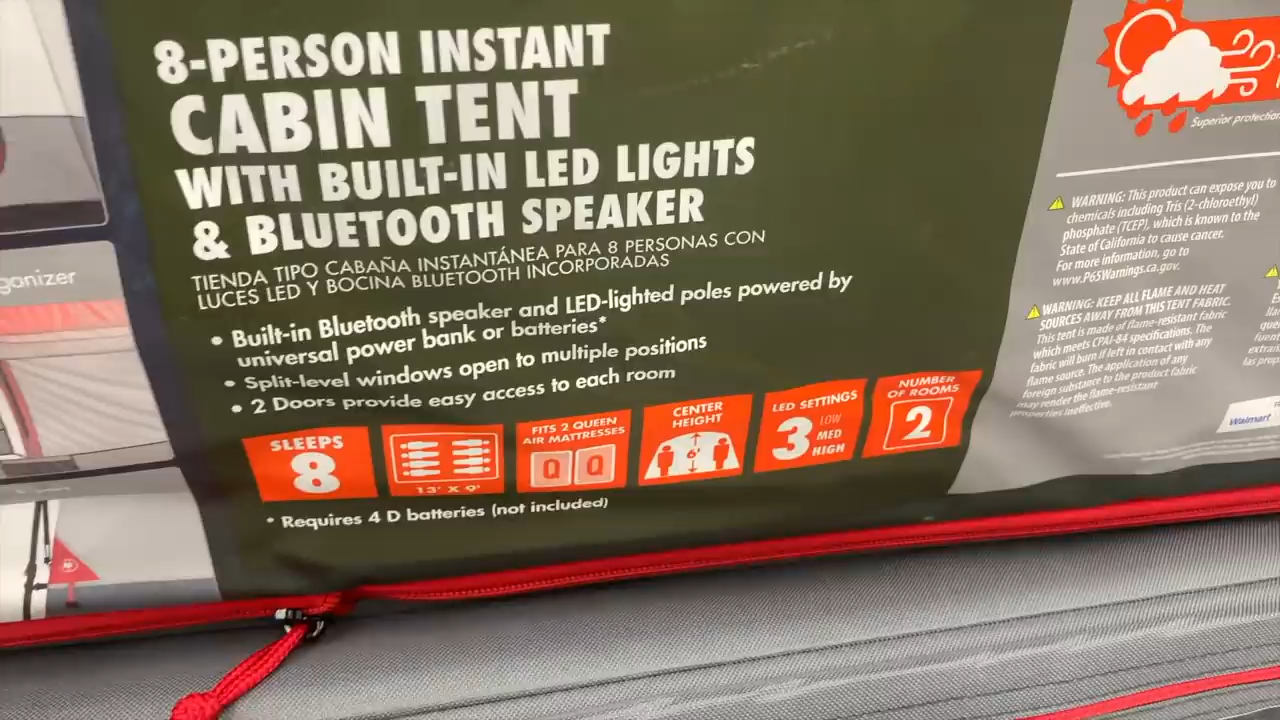 8-PERSON INSTANT
CABIN TENT
WITH BUILT-IN LED LIGHTS
& BLUETOOTH SPEAKER
TIENDA TIPO CABAÑA INSTANTÁNEA PARA 8 PERSONAS CON
LUCES LED Y BOCINA BLUETOOTH INCORPORADAS
• Built-in Bluetooth speaker and LED-lighted poles powered by
universal power bank or batteries*
• Split-level windows open to multiple positions
• 2 Doors provide easy access to each room
SLEEPS
8
13' X 9'
FITS 2 QUEEN
AIR MATTRESSES
Q Q
CENTER
HEIGHT
6'
LED SETTINGS
3
LOW
MED
HIGH
NUMBER
OF ROOMS
2
* Requires 4 D batteries (not included)
ganizer
Superior protection
WARNING: This product can expose you to
chemicals including Tris (2-chloroethyl)
phosphate (TCEP), which is known to the
State of California to cause cancer.
For more information, go to
www.P65Warnings.ca.gov.
WARNING: KEEP ALL FLAME AND HEAT
SOURCES AWAY FROM THIS TENT FABRIC.
This tent is made of flame-resistant fabric
which meets CPAI-84 specifications. The
fabric will burn if left in contact with any
flame source. The application of any
foreign substance to the product fabric
may render the flame-resistant
properties ineffective.
Walmart